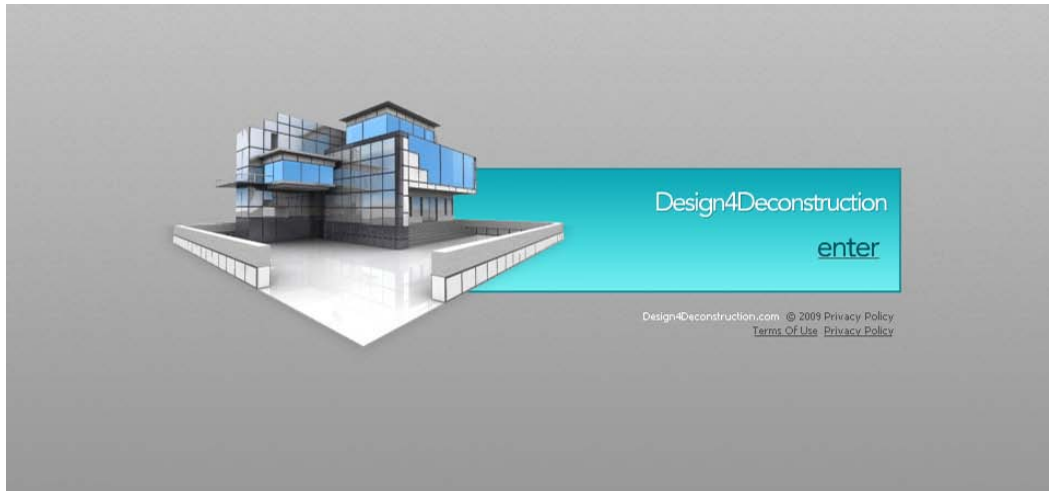 Design4Deconstruction
enter
Design4Deconstruction.com © 2009 Privacy Policy
Terms Of Use Privacy Policy